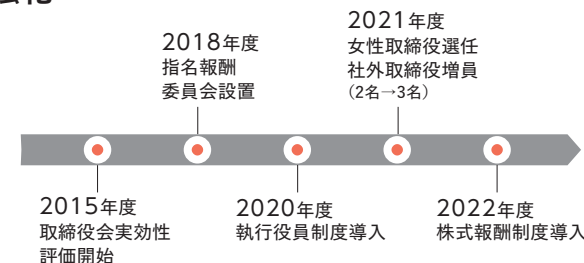 2021年度
女性取締役選任
社外取締役増員
(2名→3名)
2018年度
指名報酬
委員会設置
2015年度
取締役会実効性
評価開始
2020年度
執行役員制度導入
2022年度
株式報酬制度導入